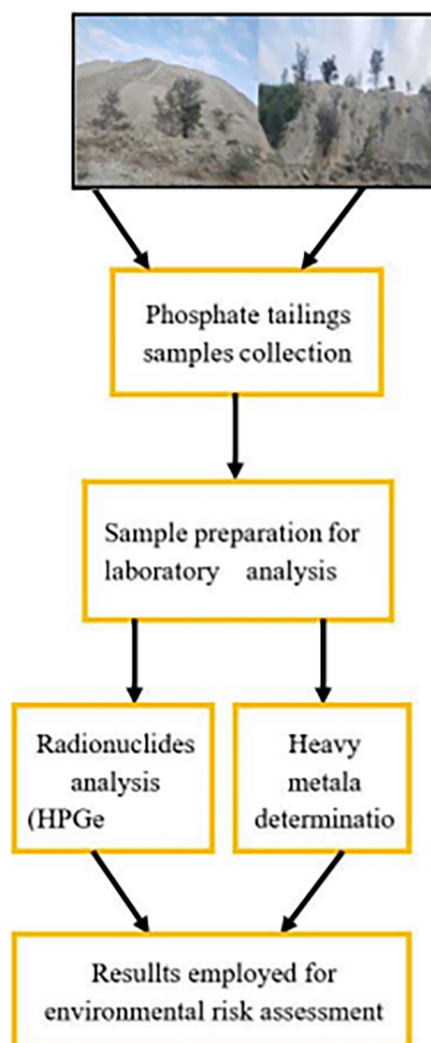 Phosphate tailings
samples collection
Sample preparation for
laboratory analysis
Radionuclides
analysis
(HPGe
Heavy
metala
determinatio
Resullts employed for
environmental risk assessment